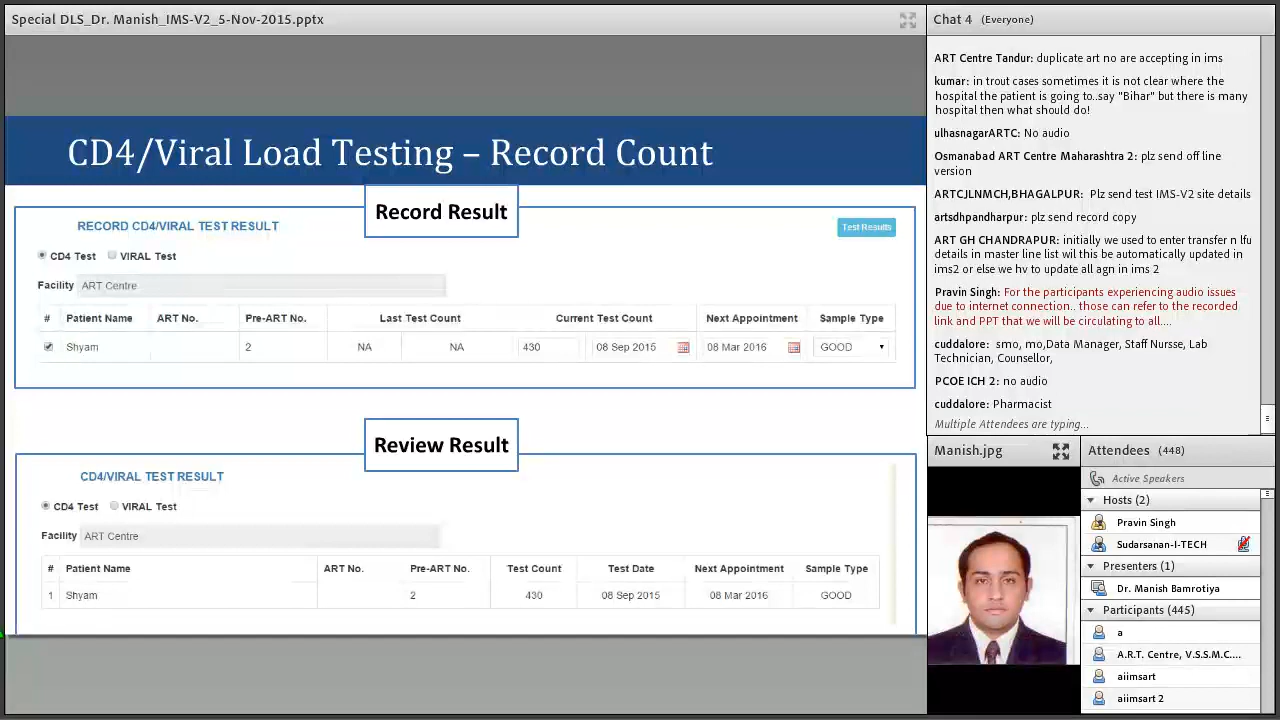 Special DLS_Dr. Manish_IMS-V2_5-Nov-2015.pptx
CD4/Viral Load Testing – Record Count
Record Result
RECORD CD4/VIRAL TEST RESULT
Test Results
CD4 Test VIRAL Test
Facility ART Centre
# Patient Name ART No. Pre-ART No. Last Test Count Current Test Count Next Appointment Sample Type
Shyam 2 NA NA 430 08 Sep 2015 08 Mar 2016 GOOD
Review Result
CD4/VIRAL TEST RESULT
CD4 Test VIRAL Test
Facility ART Centre
# Patient Name ART No. Pre-ART No. Test Count Test Date Next Appointment Sample Type
1 Shyam 2 430 08 Sep 2015 08 Mar 2016 GOOD
Chat 4 (Everyone)
ART Centre Tandur: duplicate art no are accepting in ims
kumar: in trout cases sometimes it is not clear where the
hospital the patient is going to..say "Bihar" but there is many
hospital then what should do!
ulhasnagarARTC: No audio
Osmanabad ART Centre Maharashtra 2: plz send off line
version
ARTCJLNMCH,BHAGALPUR: Plz send test IMS-V2 site details
artsdhpandharpur: plz send record copy
ART GH CHANDRAPUR: initially we used to enter transfer n lfu
details in master line list wil this be automatically updated in
ims2 or else we hv to update all agn in ims 2
Pravin Singh: For the participants experiencing audio issues
due to internet connection.. those can refer to the recorded
link and PPT that we will be circulating to all....
cuddalore: smo, mo,Data Manager, Staff Nursse, Lab
Technician, Counsellor,
PCOE ICH 2: no audio
cuddalore: Pharmacist
Multiple Attendees are typing...
Manish.jpg
Attendees (448)
Active Speakers
Hosts (2)
Pravin Singh
Sudarsanan-I-TECH
Presenters (1)
Dr. Manish Bamrotiya
Participants (445)
a
A.R.T. Centre, V.S.S.M.C....
aiimsart
aiimsart 2